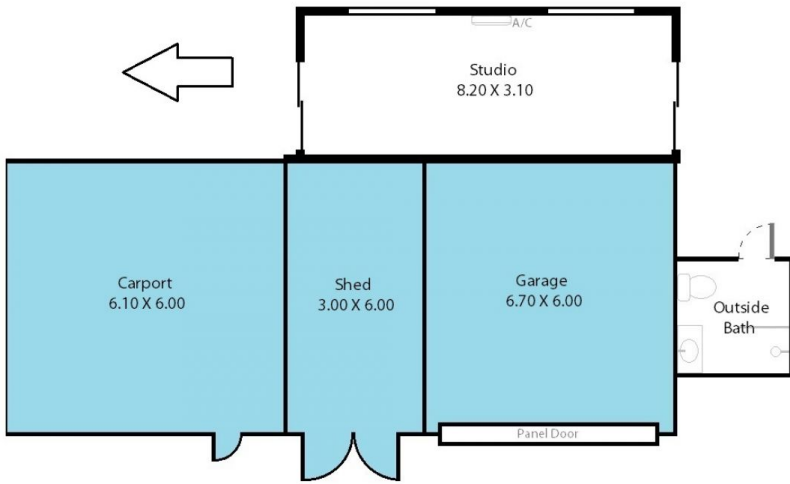 A/C
Studio
8.20 X 3.10
Carport
6.10 X 6.00
Shed
3.00 X 6.00
Garage
6.70 X 6.00
Outside
Bath
Panel Door